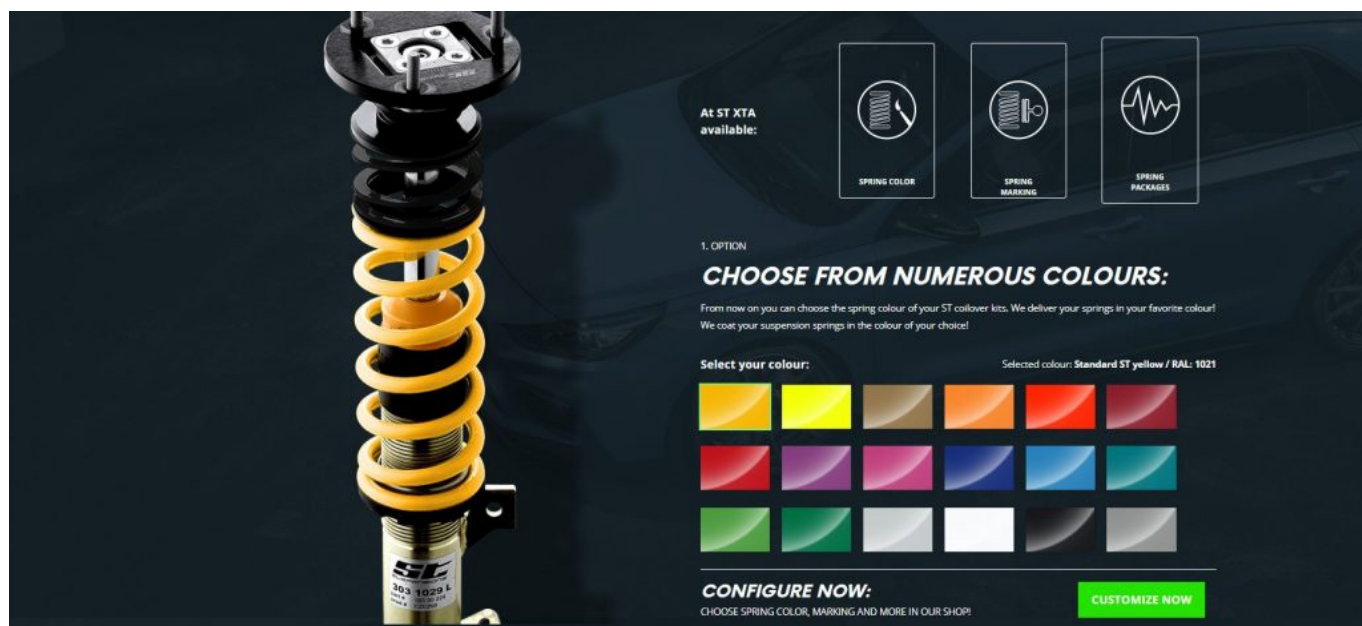 At ST XTA
available:
SPRING COLOR
SPRING
MARKING
SPRING
PACKAGES
1. OPTION
CHOOSE FROM NUMEROUS COLOURS:
From now on you can choose the spring colour of your ST coilover kits. We deliver your springs in your favorite colour!
We coat your suspension springs in the colour of your choice!
Select your colour:
Selected colour: Standard ST yellow / RAL: 1021
st
suspensions
303 1029 L
CONFIGURE NOW:
CHOOSE SPRING COLOR, MARKING AND MORE IN OUR SHOP!
CUSTOMIZE NOW